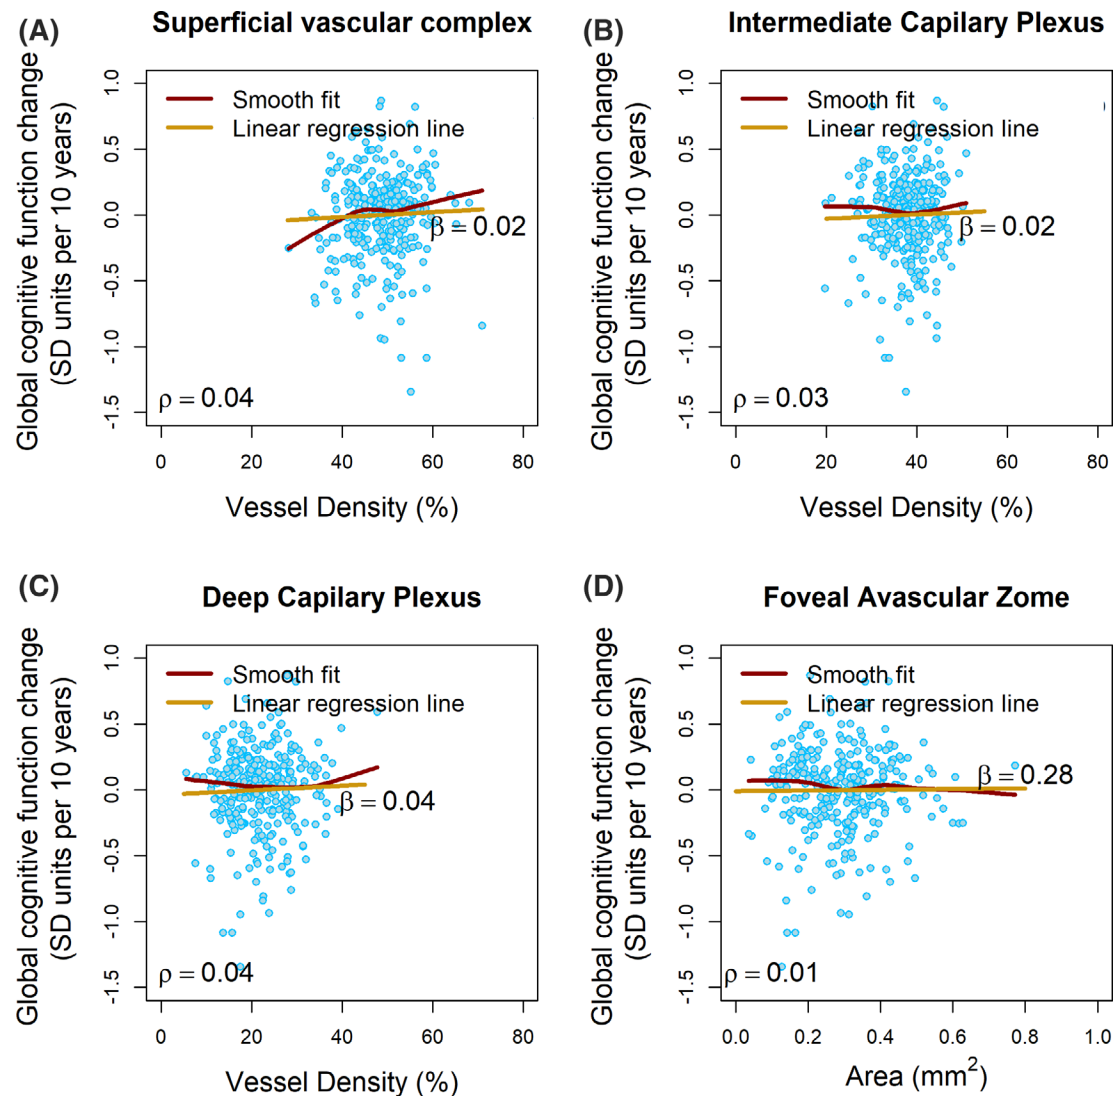 (A)
Superficial vascular complex
Global cognitive function change
(SD units per 10 years)
1.0
0.5
0.0
-0.5
-1.0
-1.5
Smooth fit
Linear regression line
β = 0.02
ρ = 0.04
0 20 40 60 80
Vessel Density (%)
(B)
Intermediate Capilary Plexus
Global cognitive function change
(SD units per 10 years)
1.0
0.5
0.0
-0.5
-1.0
-1.5
Smooth fit
Linear regression line
β = 0.02
ρ = 0.03
0 20 40 60 80
Vessel Density (%)
(C)
Deep Capilary Plexus
Global cognitive function change
(SD units per 10 years)
1.0
0.5
0.0
-0.5
-1.0
-1.5
Smooth fit
Linear regression line
β = 0.04
ρ = 0.04
0 20 40 60 80
Vessel Density (%)
(D)
Foveal Avascular Zome
Global cognitive function change
(SD units per 10 years)
1.0
0.5
0.0
-0.5
-1.0
-1.5
Smooth fit
Linear regression line
β = 0.28
ρ = 0.01
0.0 0.2 0.4 0.6 0.8 1.0
Area (mm²)